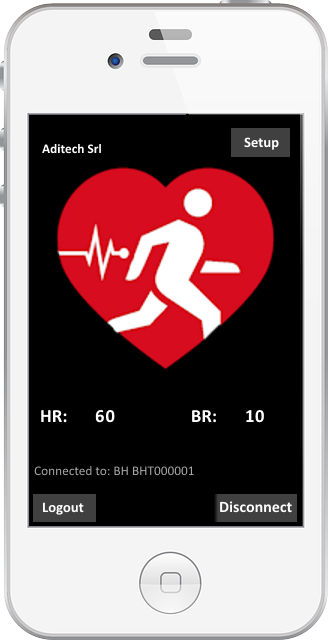 Aditech Srl
Setup
HR: 60 BR: 10
Connected to: BH BHT000001
Logout Disconnect